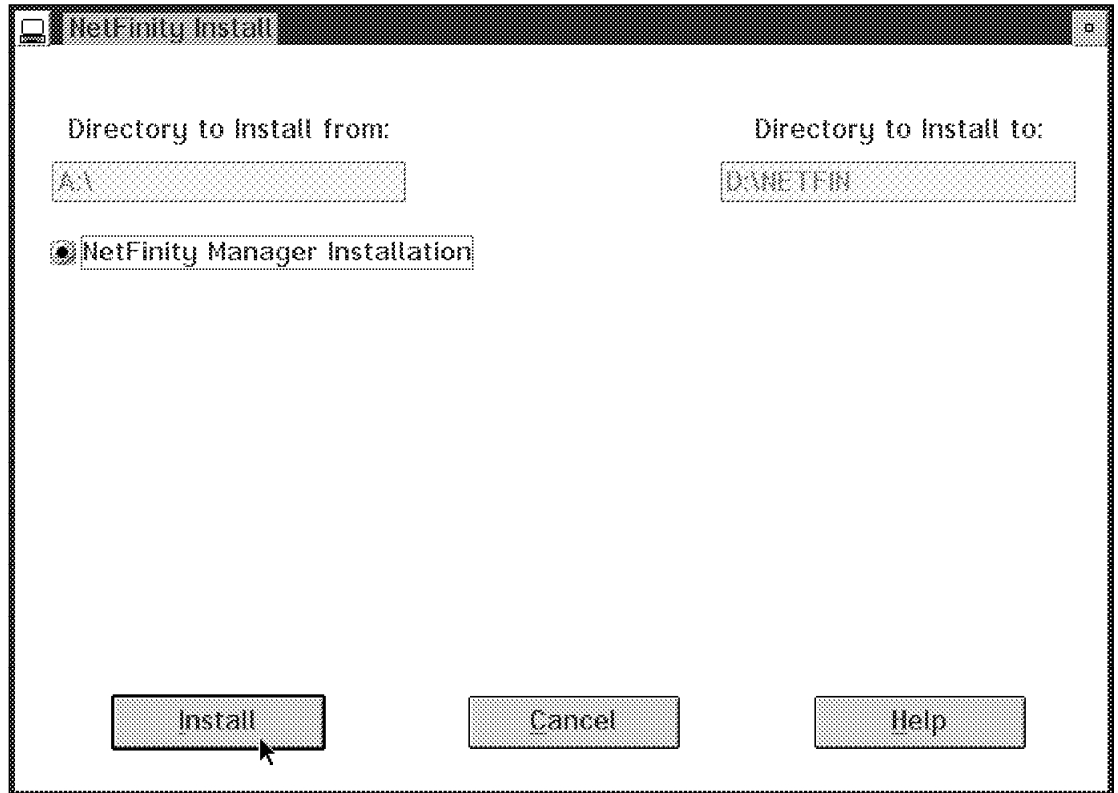 NetFinity Install
Directory to Install from:
Directory to Install to:
A:\
D:\NETFIN
NetFinity Manager Installation
Install
Cancel
Help